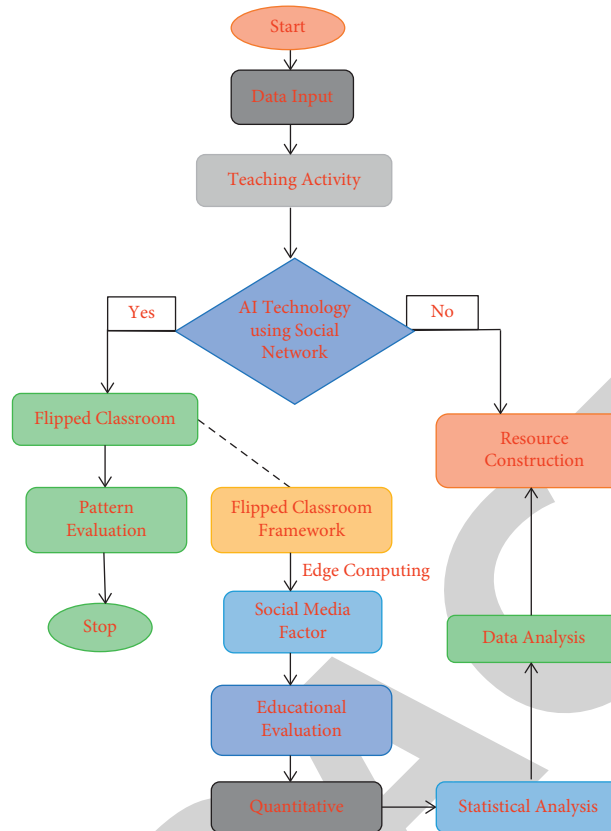 Start
Data Input
Teaching Activity
AI Technology
using Social
Network
Yes
No
Flipped Classroom
Resource
Construction
Pattern
Evaluation
Flipped Classroom
Framework
Edge Computing
Stop
Social Media
Factor
Data Analysis
Educational
Evaluation
Quantitative
Statistical Analysis